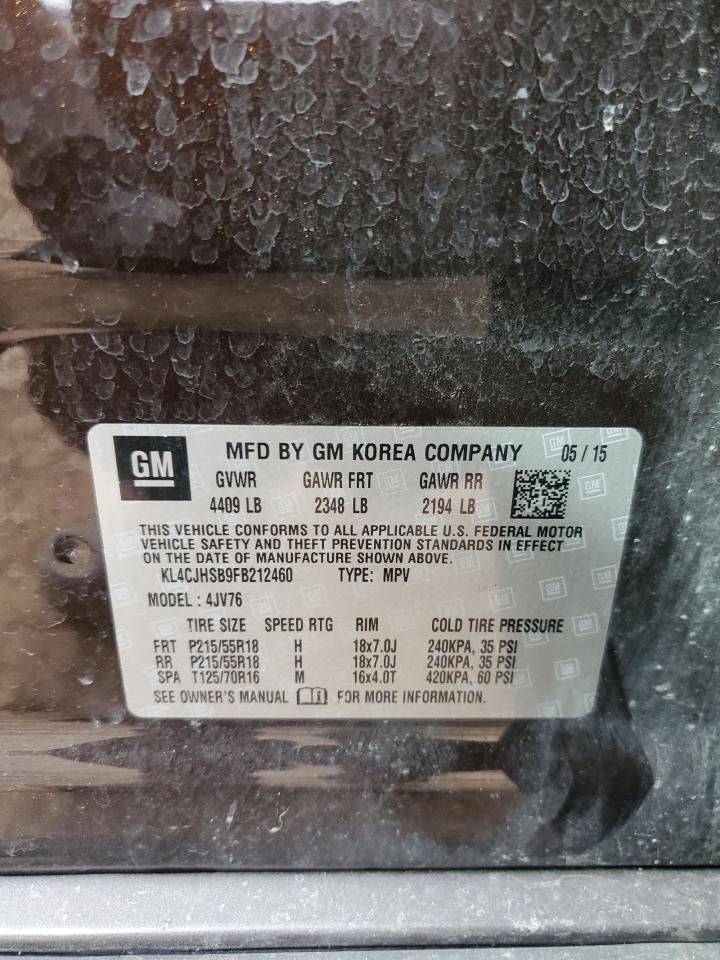 GM MFD BY GM KOREA COMPANY 05 / 15
GVWR GAWR FRT GAWR RR
4409 LB 2348 LB 2194 LB
THIS VEHICLE CONFORMS TO ALL APPLICABLE U.S. FEDERAL MOTOR
VEHICLE SAFETY AND THEFT PREVENTION STANDARDS IN EFFECT
ON THE DATE OF MANUFACTURE SHOWN ABOVE.
KL4CJHSB9FB212460 TYPE: MPV
MODEL : 4JV76
TIRE SIZE SPEED RTG RIM COLD TIRE PRESSURE
FRT P215/55R18 H 18x7.0J 240KPA, 35 PSI
RR P215/55R18 H 18x7.0J 240KPA, 35 PSI
SPA T125/70R16 M 16x4.0T 420KPA, 60 PSI
SEE OWNER'S MANUAL FOR MORE INFORMATION.